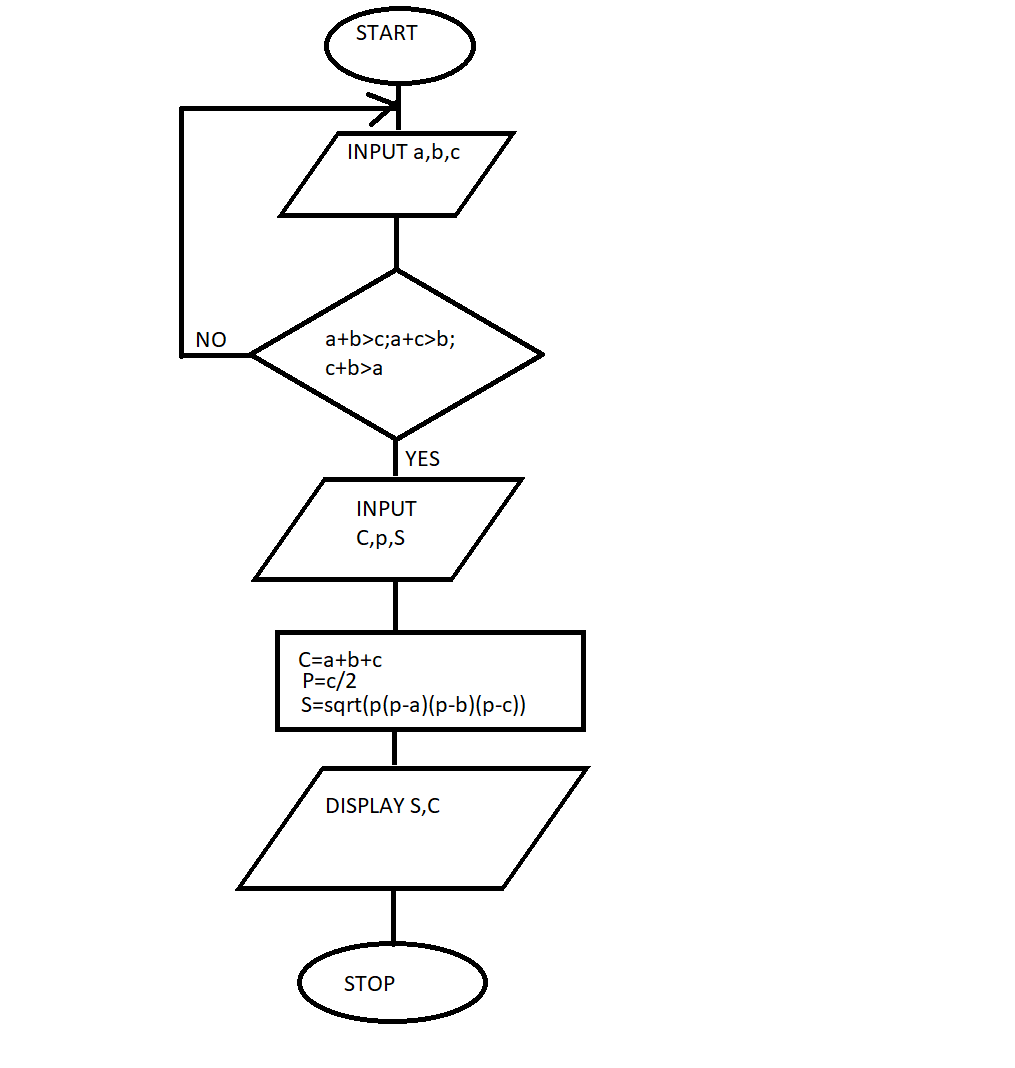 START
INPUT a,b,c
a+b>c;a+c>b;
c+b>a
NO
YES
INPUT
C,p,S
C=a+b+c
P=c/2
S=sqrt(p(p-a)(p-b)(p-c))
DISPLAY S,C
STOP